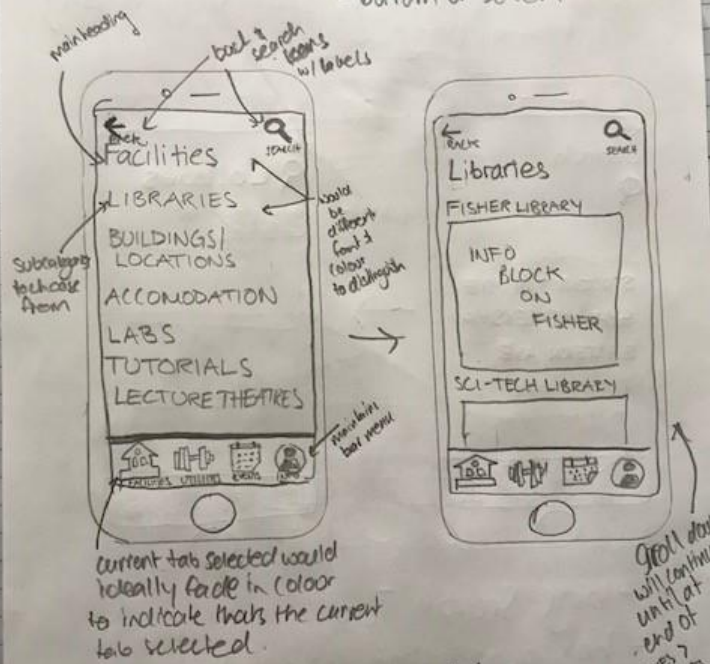 main heading
back &
search
icons
w/ labels
BACK
SEARCH
Facilities
LIBRARIES
BUILDINGS/
LOCATIONS
ACCOMODATION
LABS
TUTORIALS
LECTURE THEATRES
FACILITIES
UTILITIES
EVENTS
Subcategory
to choose
from
would
be
different
font &
colour
to distinguish
bar menu
current tab selected would
ideally fade in colour
to indicate thats the current
tab selected.
BACK
SEARCH
Libraries
FISHER LIBRARY
INFO
BLOCK
ON
FISHER
SCI-TECH LIBRARY
will
until at
end of